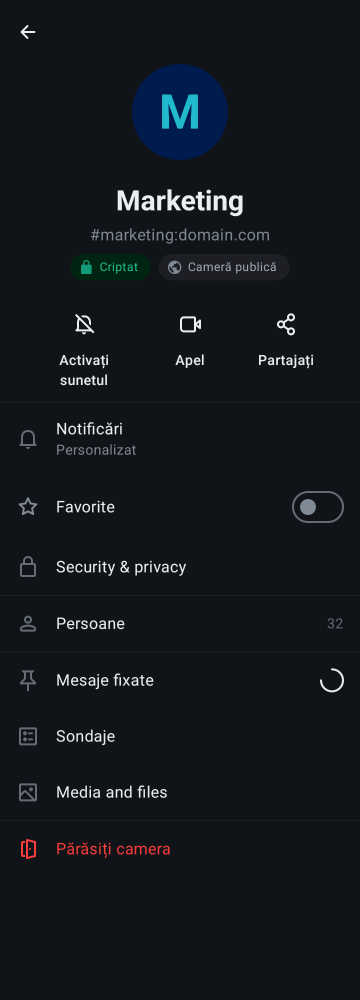 M
Marketing
#marketing:domain.com
Criptat
Cameră publică
Activați
sunetul
Apel
Partajați
Notificări
Personalizat
Favorite
Security & privacy
Persoane
32
Mesaje fixate
Sondaje
Media and files
Părăsiți camera